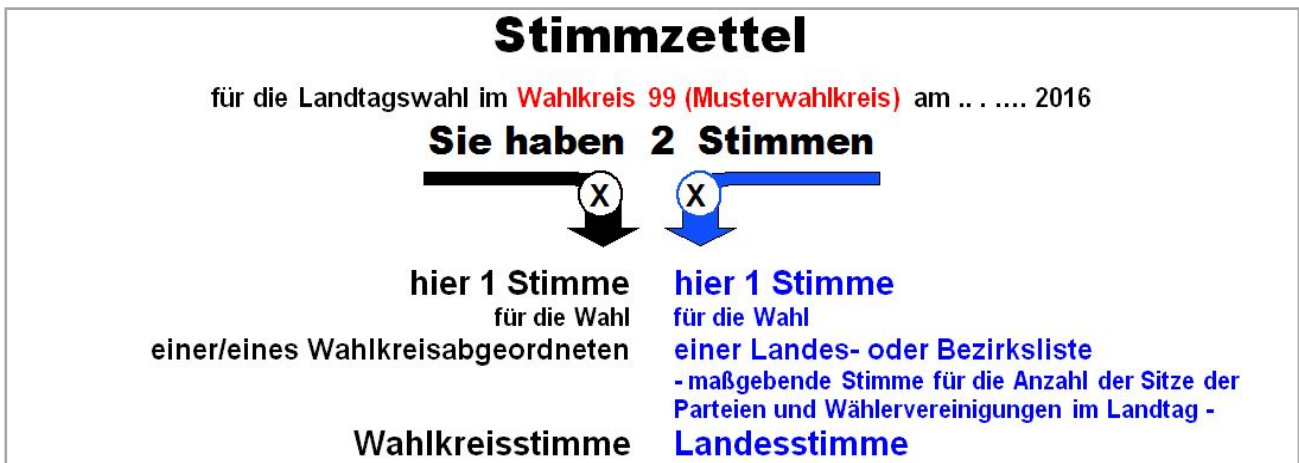 Stimmzettel
für die Landtagswahl im Wahlkreis 99 (Musterwahlkreis) am .. . .... 2016
Sie haben 2 Stimmen
X X
hier 1 Stimme
für die Wahl
einer/eines Wahlkreisabgeordneten
Wahlkreisstimme
hier 1 Stimme
für die Wahl
einer Landes- oder Bezirksliste
- maßgebende Stimme für die Anzahl der Sitze der
Parteien und Wählervereinigungen im Landtag -
Landesstimme